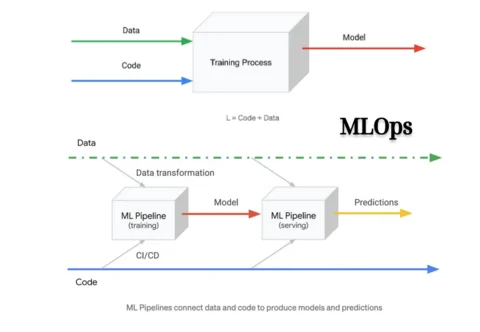 Data
Code
Training Process
Model
L = Code + Data
MLOps
Data
Data transformation
ML Pipeline
(training)
Model
ML Pipeline
(serving)
Predictions
CI/CD
Code
ML Pipelines connect data and code to produce models and predictions